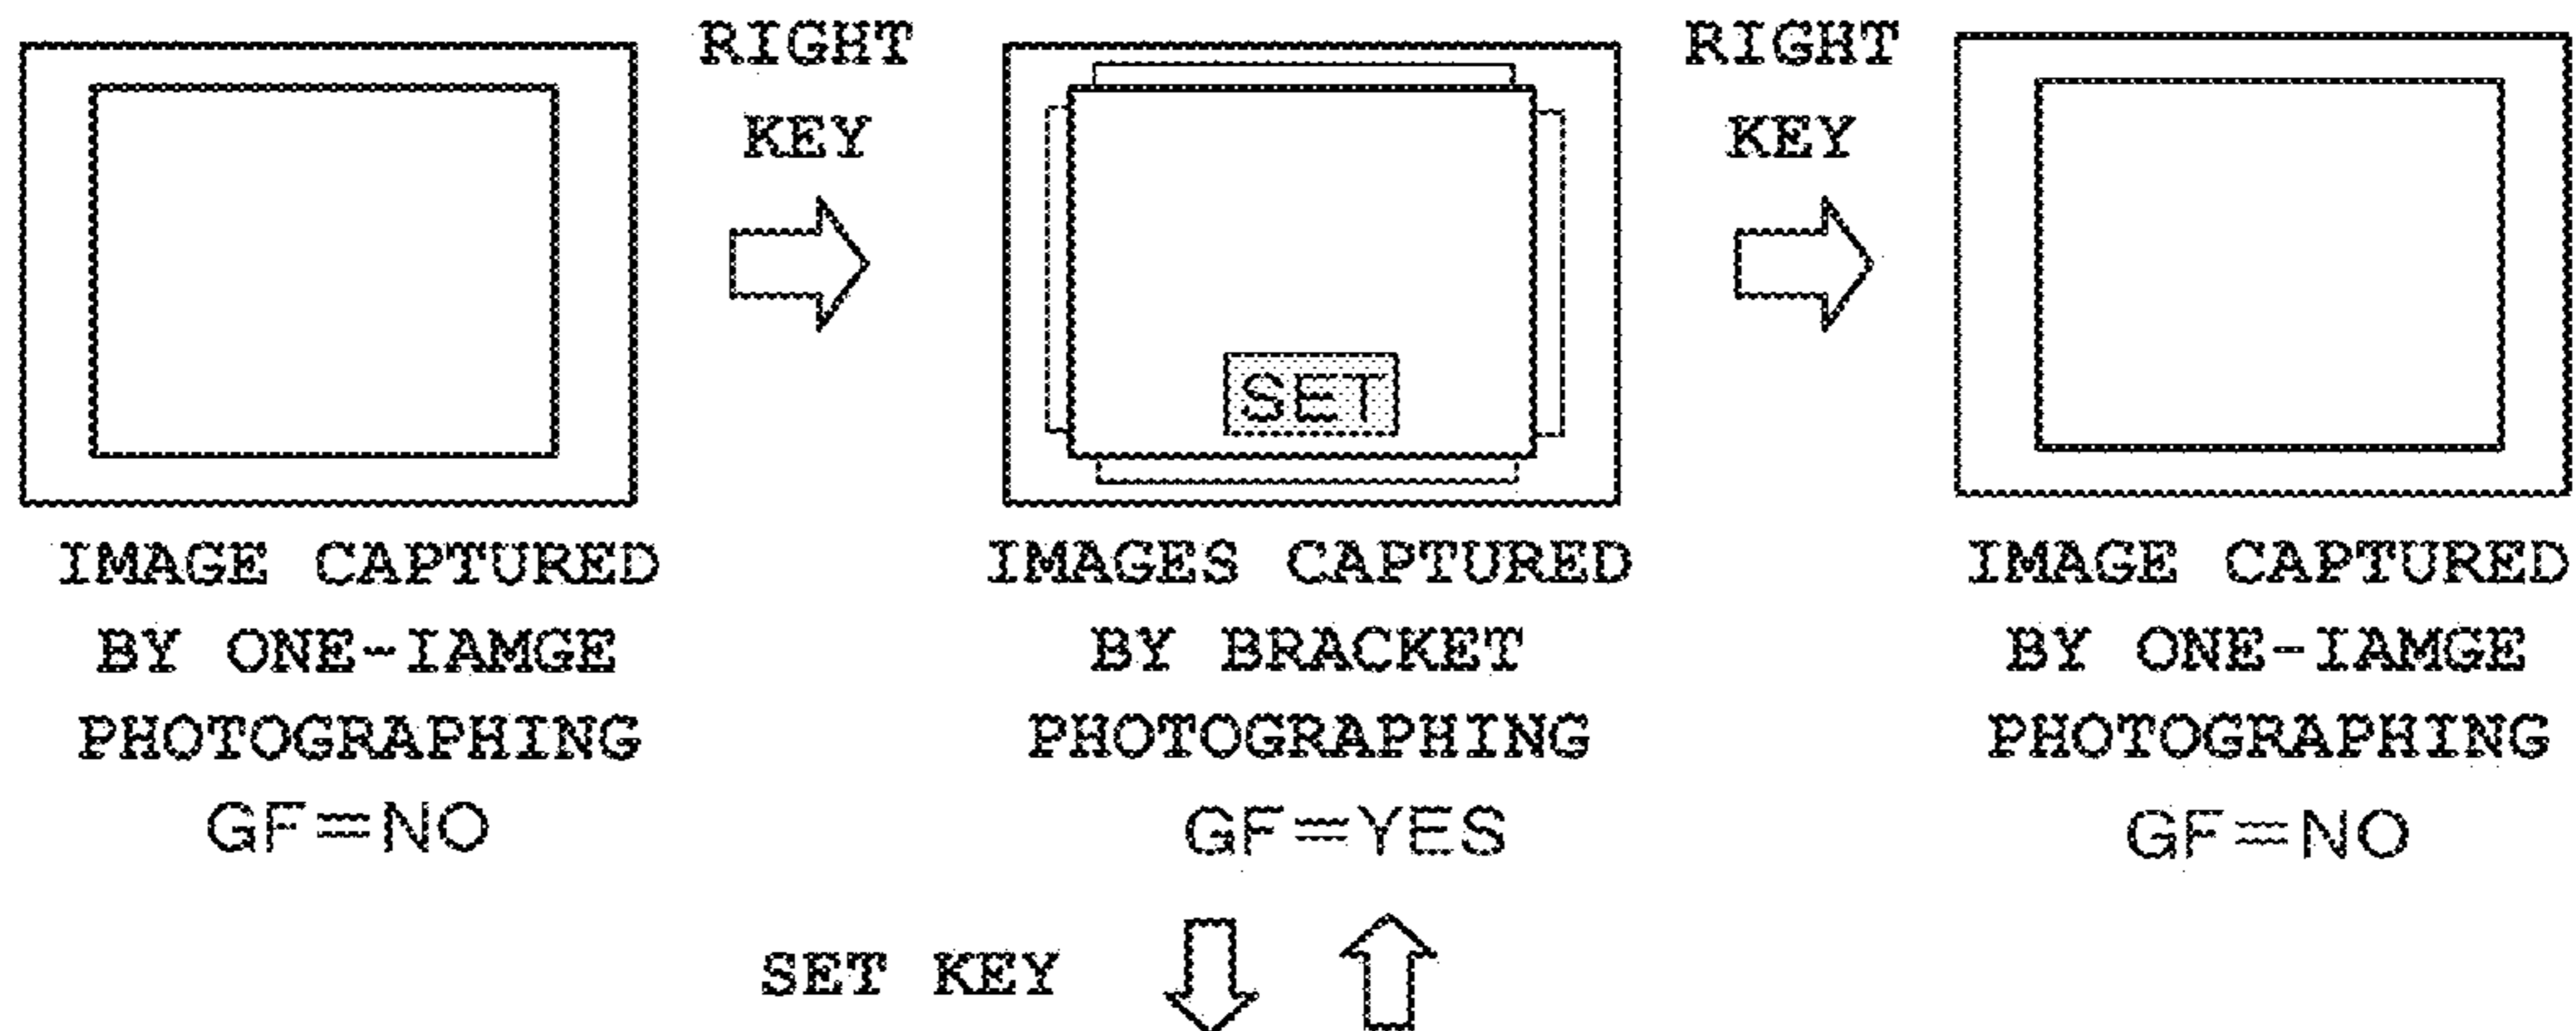 RIGHT
KEY
RIGHT
KEY
SET
IMAGE CAPTURED
BY ONE-IAMGE
PHOTOGRAPHING
GF=NO
IMAGES CAPTURED
BY BRACKET
PHOTOGRAPHING
GF=YES
IMAGE CAPTURED
BY ONE-IAMGE
PHOTOGRAPHING
GF=NO
SET KEY